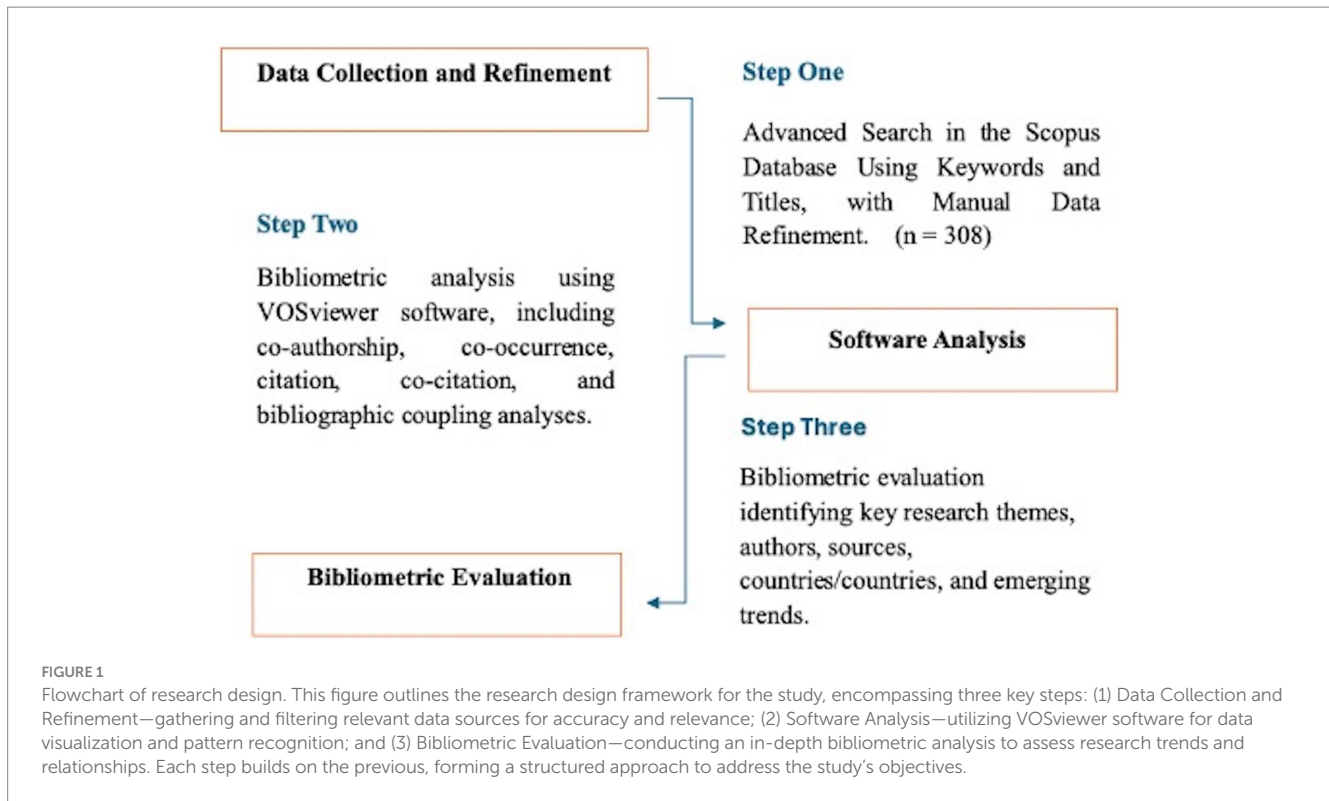 Data Collection and Refinement
Step One
Advanced Search in the Scopus
Database Using Keywords and
Titles, with Manual Data
Refinement. (n = 308)
Step Two
Bibliometric analysis using
VOSviewer software, including
co-authorship, co-occurrence,
citation, co-citation, and
bibliographic coupling analyses.
Software Analysis
Step Three
Bibliometric evaluation
identifying key research themes,
authors, sources,
countries/countries, and emerging
trends.
Bibliometric Evaluation
FIGURE 1
Flowchart of research design. This figure outlines the research design framework for the study, encompassing three key steps: (1) Data Collection and
Refinement—gathering and filtering relevant data sources for accuracy and relevance; (2) Software Analysis—utilizing VOSviewer software for data
visualization and pattern recognition; and (3) Bibliometric Evaluation—conducting an in-depth bibliometric analysis to assess research trends and
relationships. Each step builds on the previous, forming a structured approach to address the study's objectives.